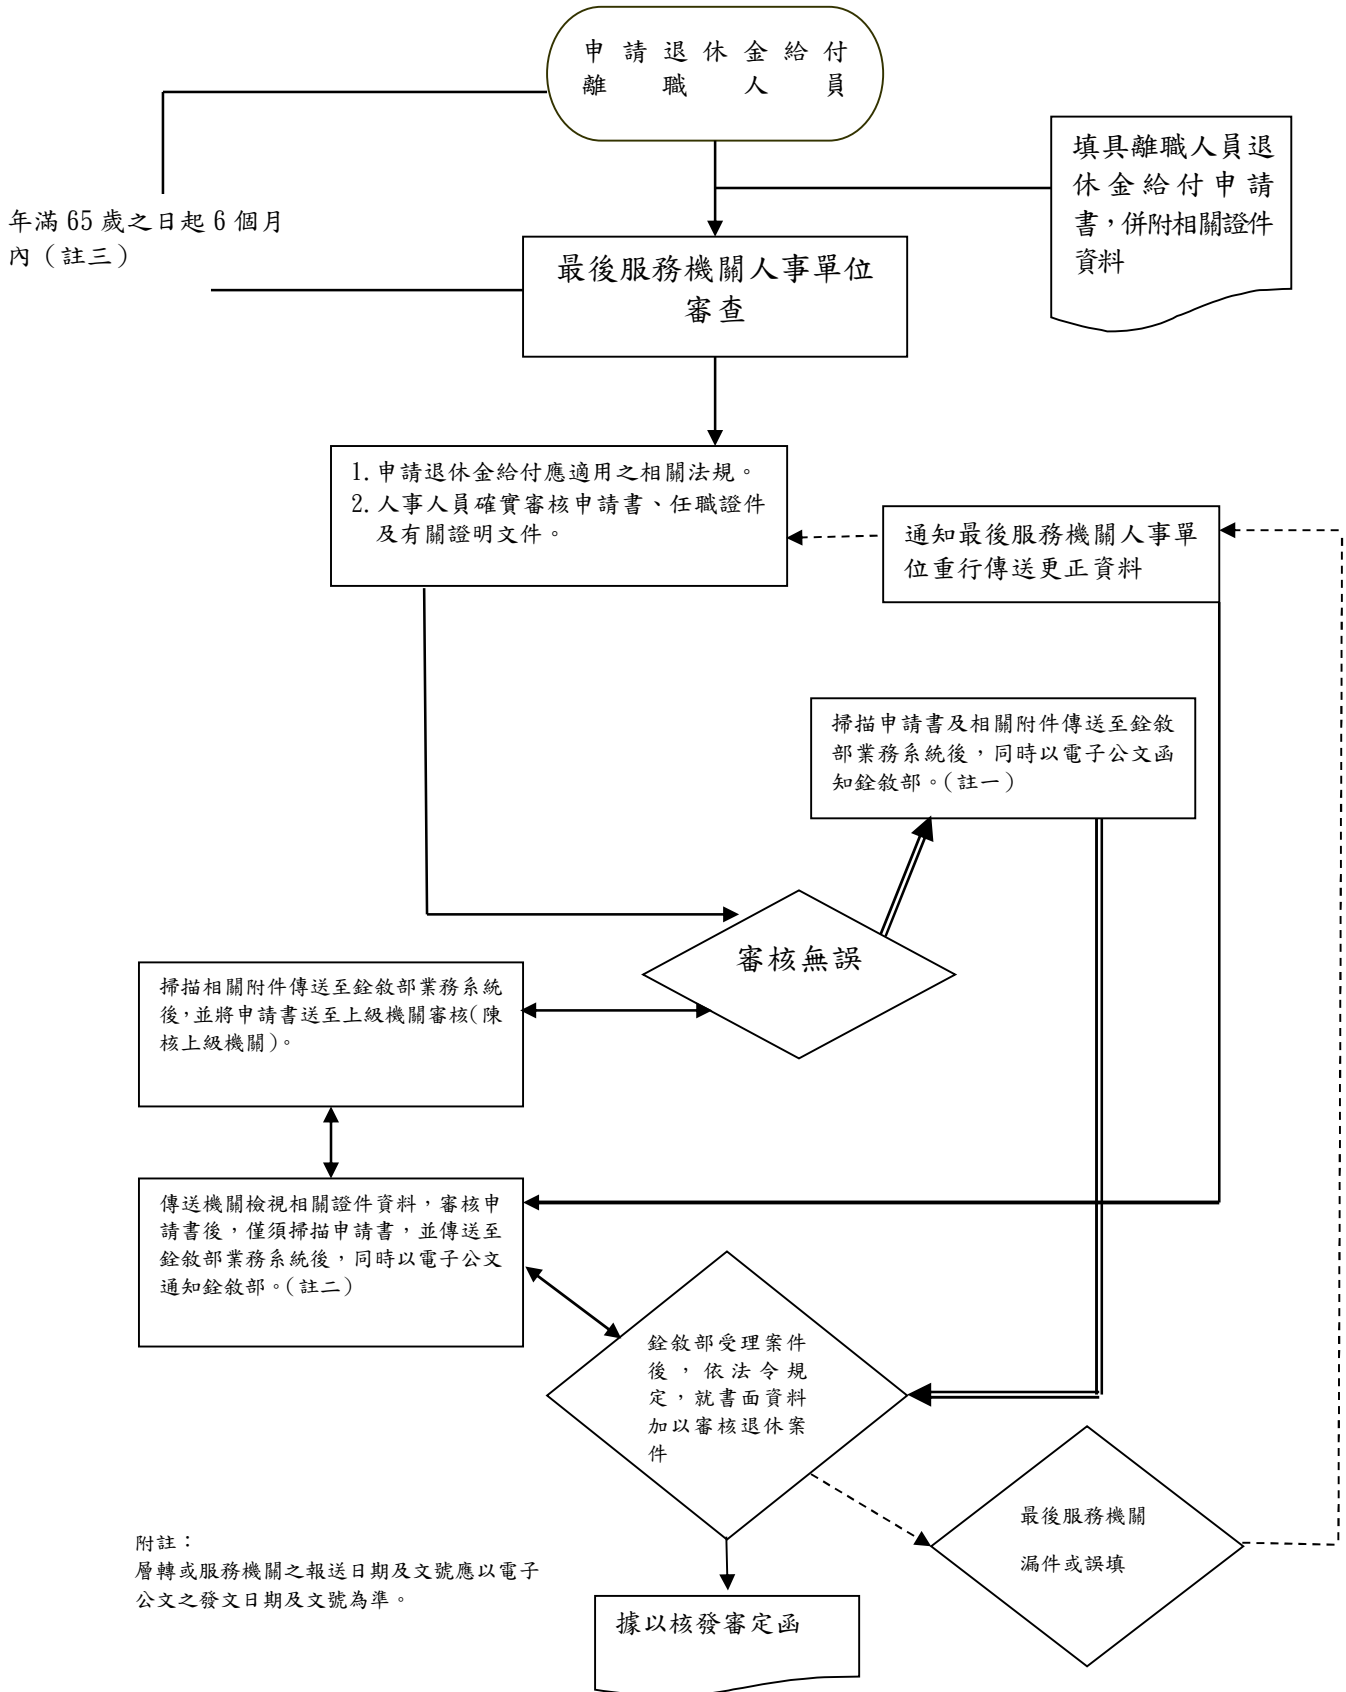 申請退休金給付
離職人員
填具離職人員退
休金給付申請
書，併附相關證件
資料
年滿 65 歲之日起 6 個月
內（註三）
最後服務機關人事單位
審查
1. 申請退休金給付應適用之相關法規。
2. 人事人員確實審核申請書、任職證件
及有關證明文件。
通知最後服務機關人事單
位重行傳送更正資料
掃描申請書及相關附件傳送至銓敘
部業務系統後，同時以電子公文函
知銓敘部。(註一)
審核無誤
掃描相關附件傳送至銓敘部業務系統
後，並將申請書送至上級機關審核(陳
核上級機關)。
傳送機關檢視相關證件資料，審核申
請書後，僅須掃描申請書，並傳送至
銓敘部業務系統後，同時以電子公文
通知銓敘部。(註二)
銓敘部受理案件
後，依法令規
定，就書面資料
加以審核退休案
件
最後服務機關
漏件或誤填
附註：
層轉或服務機關之報送日期及文號應以電子
公文之發文日期及文號為準。
據以核發審定函